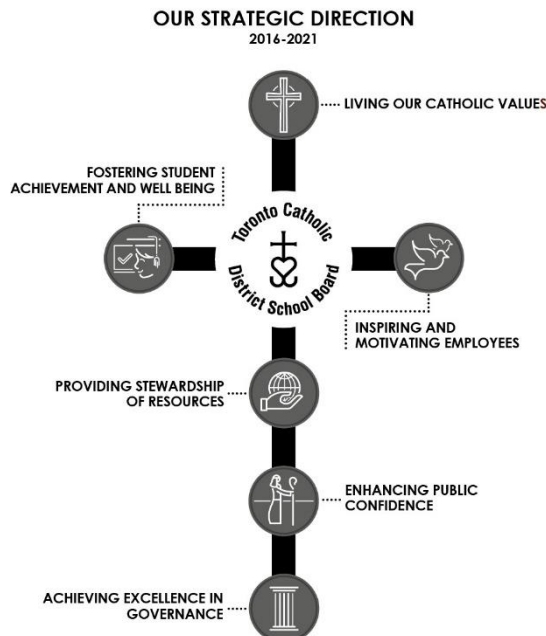 OUR STRATEGIC DIRECTION
2016-2021
LIVING OUR CATHOLIC VALUES
FOSTERING STUDENT
ACHIEVEMENT AND WELL BEING
Toronto Catholic
District School Board
INSPIRING AND
MOTIVATING EMPLOYEES
PROVIDING STEWARDSHIP
OF RESOURCES
ENHANCING PUBLIC
CONFIDENCE
ACHIEVING EXCELLENCE IN
GOVERNANCE